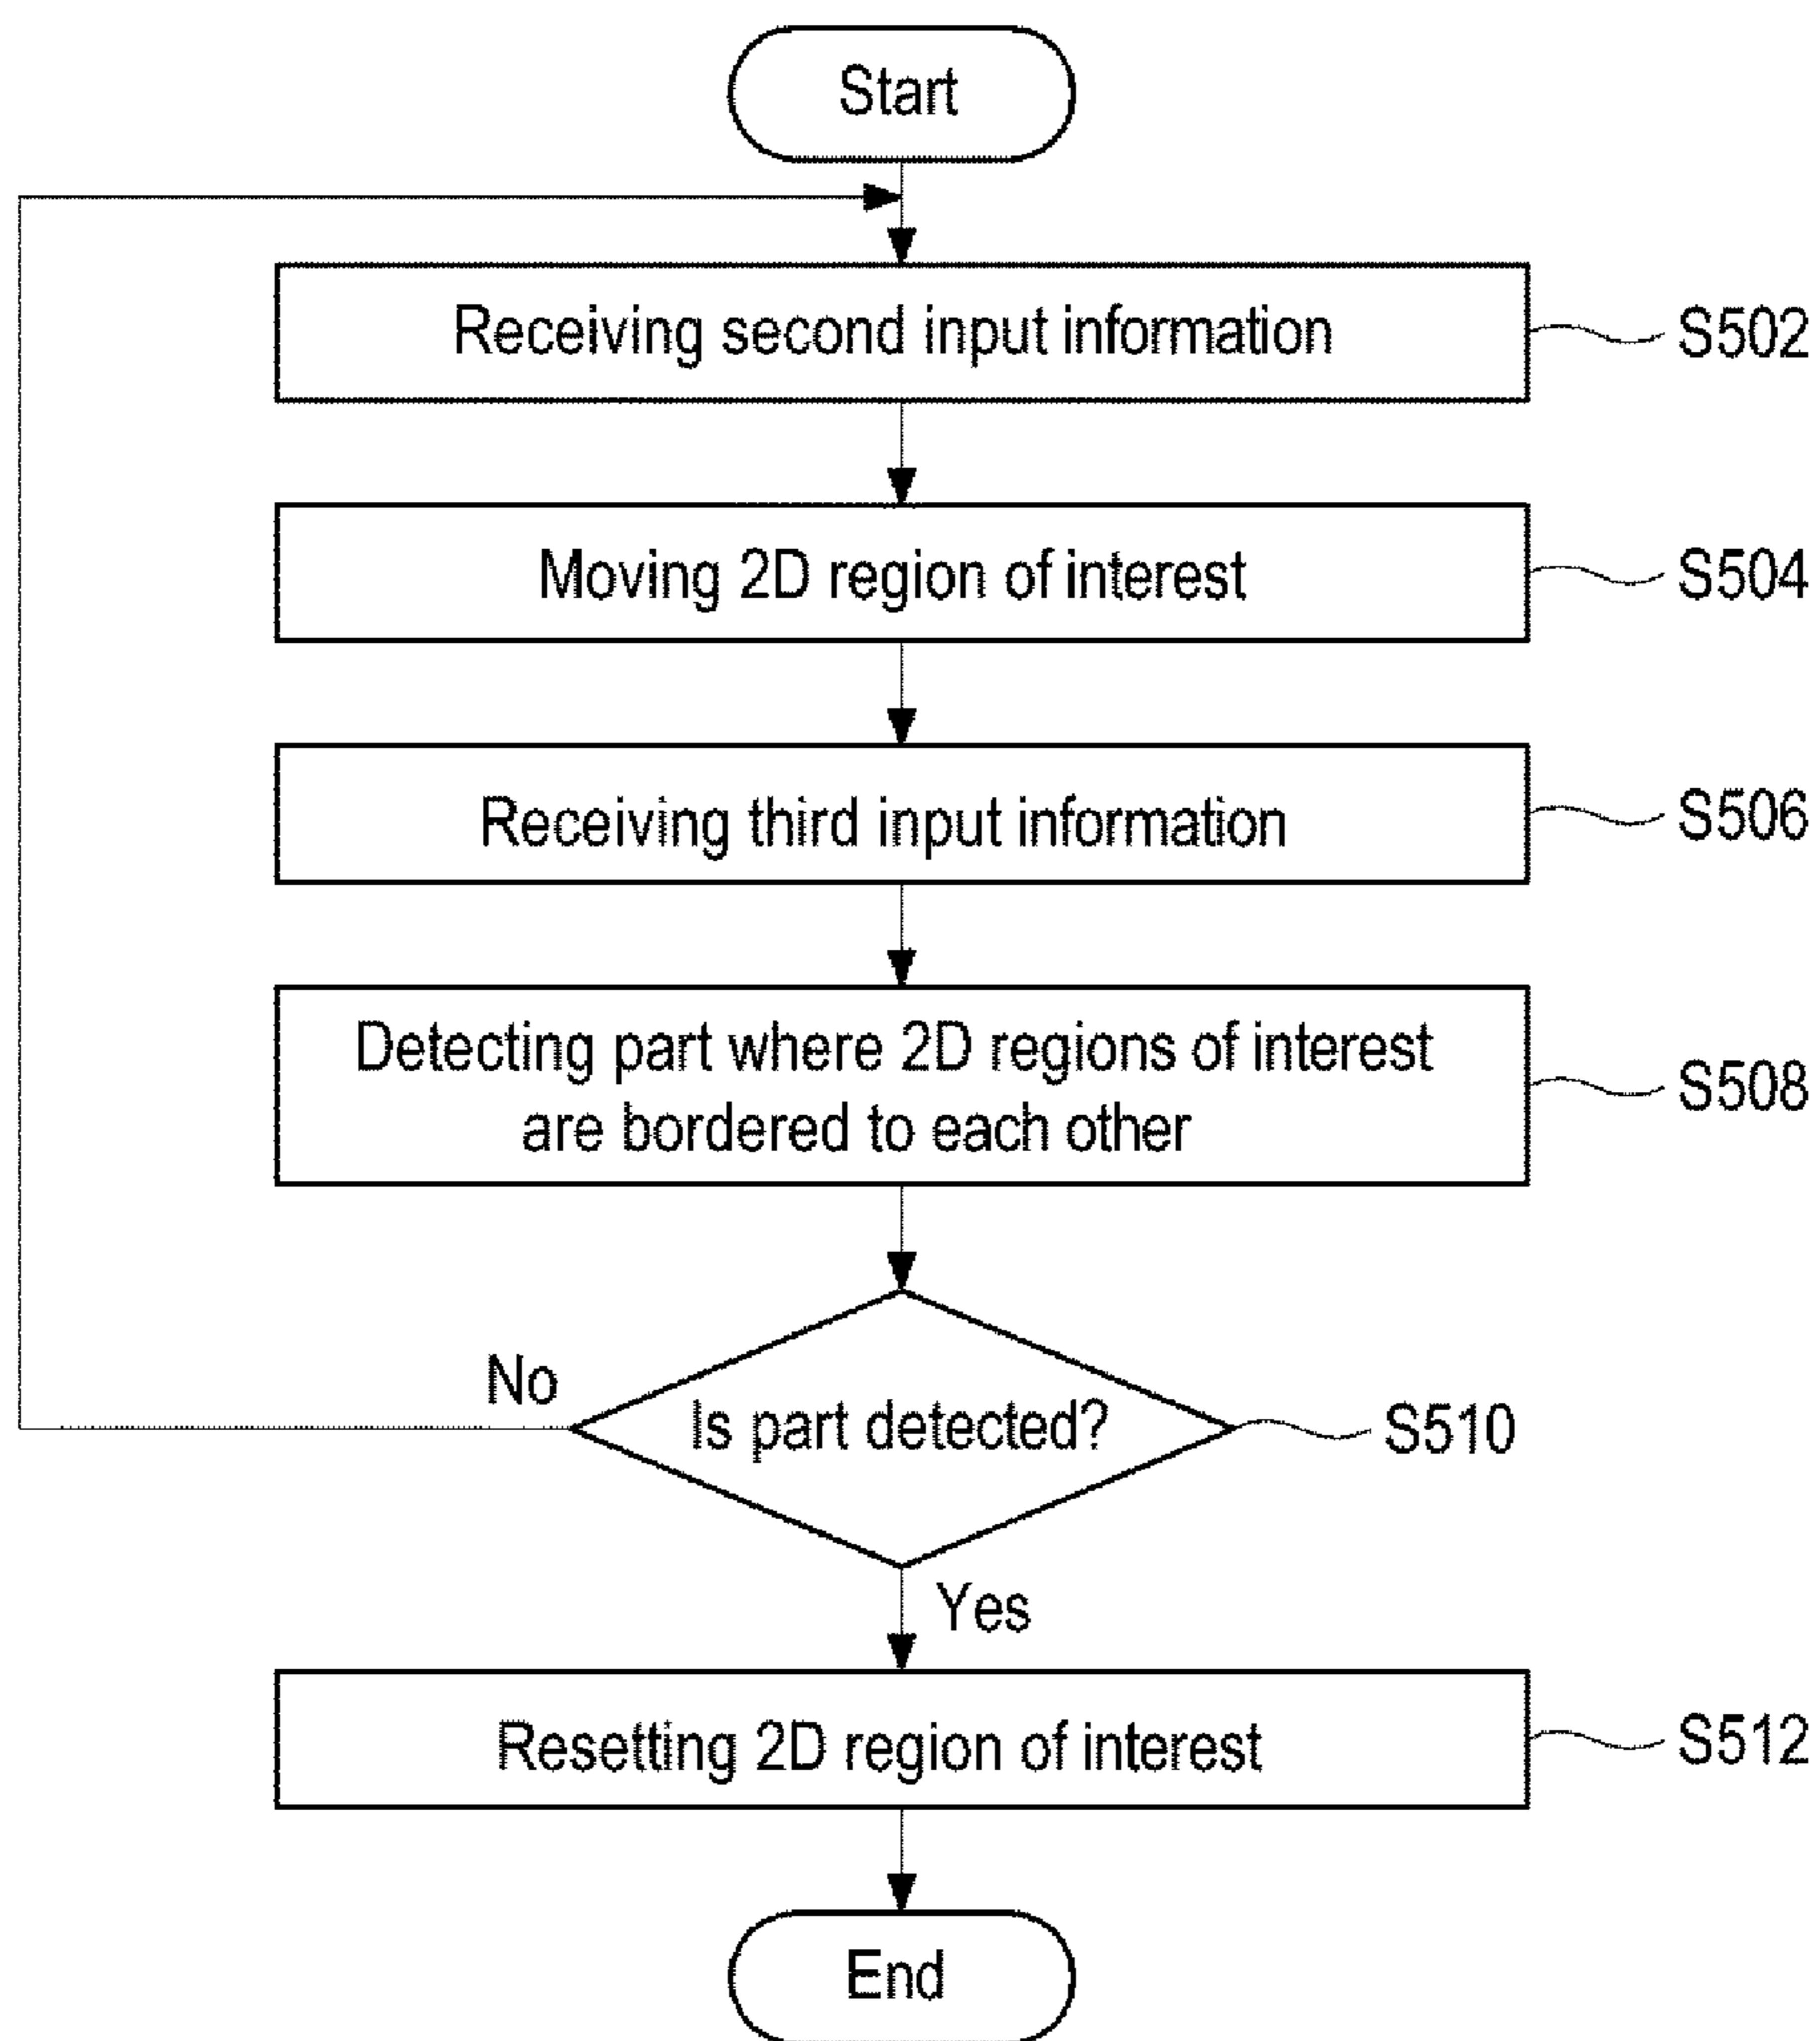 Start
Receiving second input information
S502
Moving 2D region of interest
S504
Receiving third input information
S506
Detecting part where 2D regions of interest
are bordered to each other
S508
No
Is part detected?
S510
Yes
Resetting 2D region of interest
S512
End